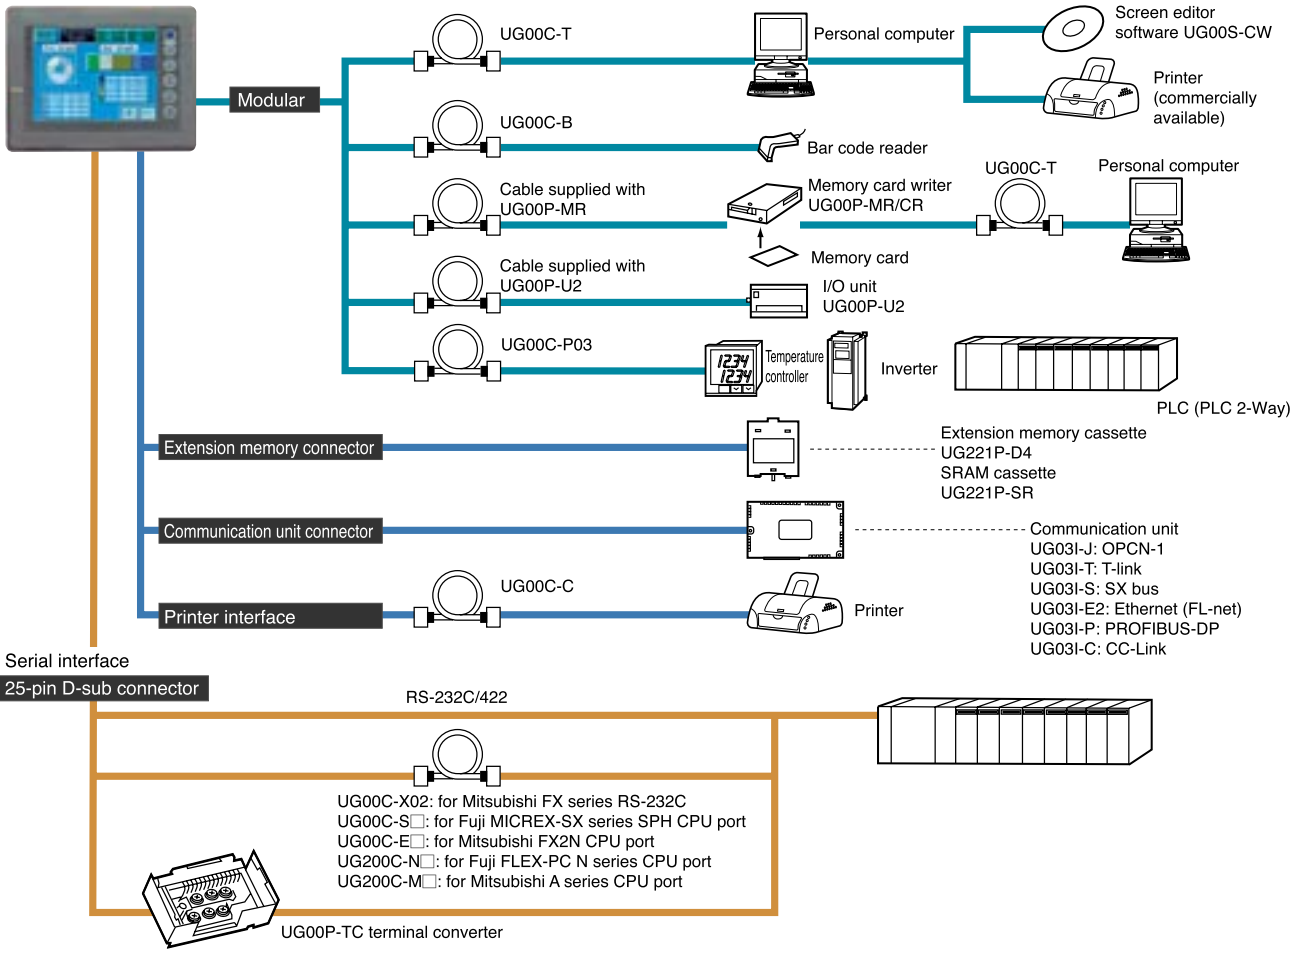 Modular
UG00C-T
Personal computer
Screen editor
software UG00S-CW
Printer
(commercially
available)
UG00C-B
Bar code reader
Cable supplied with
UG00P-MR
Memory card writer
UG00P-MR/CR
Memory card
UG00C-T
Personal computer
Cable supplied with
UG00P-U2
I/O unit
UG00P-U2
UG00C-P03
1234
1234
Temperature
controller
Inverter
PLC (PLC 2-Way)
Extension memory connector
Extension memory cassette
UG221P-D4
SRAM cassette
UG221P-SR
Communication unit connector
Communication unit
UG03I-J: OPCN-1
UG03I-T: T-link
UG03I-S: SX bus
UG03I-E2: Ethernet (FL-net)
UG03I-P: PROFIBUS-DP
UG03I-C: CC-Link
Printer interface
UG00C-C
Printer
Serial interface
25-pin D-sub connector
RS-232C/422
UG00C-X02: for Mitsubishi FX series RS-232C
UG00C-S□: for Fuji MICREX-SX series SPH CPU port
UG00C-E□: for Mitsubishi FX2N CPU port
UG200C-N□: for Fuji FLEX-PC N series CPU port
UG200C-M□: for Mitsubishi A series CPU port
UG00P-TC terminal converter